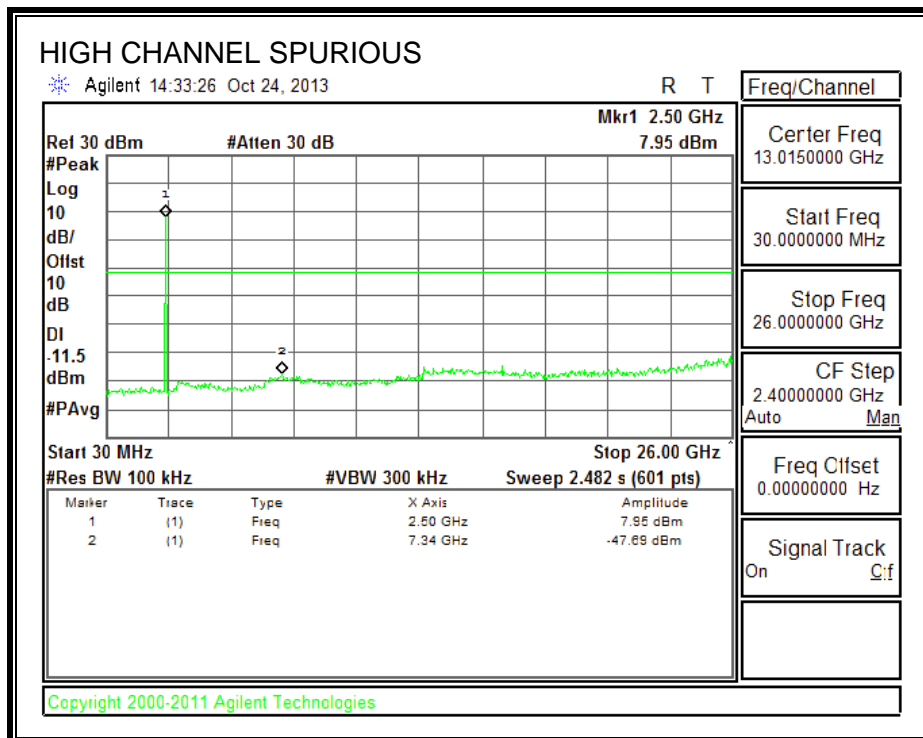 HIGH CHANNEL SPURIOUS
Agilent 14:33:26 Oct 24, 2013 R T
Mkr1 2.50 GHz
Ref 30 dBm #Atten 30 dB 7.95 dBm
#Peak
Log
10
dB/
Offst
10
dB
DI
-11.5
dBm
#PAvg
1
2
Start 30 MHz Stop 26.00 GHz
#Res BW 100 kHz #VBW 300 kHz Sweep 2.482 s (601 pts)
Marker Trace Type X Axis Amplitude
1 (1) Freq 2.50 GHz 7.95 dBm
2 (1) Freq 7.34 GHz -47.69 dBm
Freq/Channel
Center Freq
13.0150000 GHz
Start Freq
30.0000000 MHz
Stop Freq
26.0000000 GHz
CF Step
2.40000000 GHz
Auto Man
Freq Offset
0.00000000 Hz
Signal Track
On Off
Copyright 2000-2011 Agilent Technologies